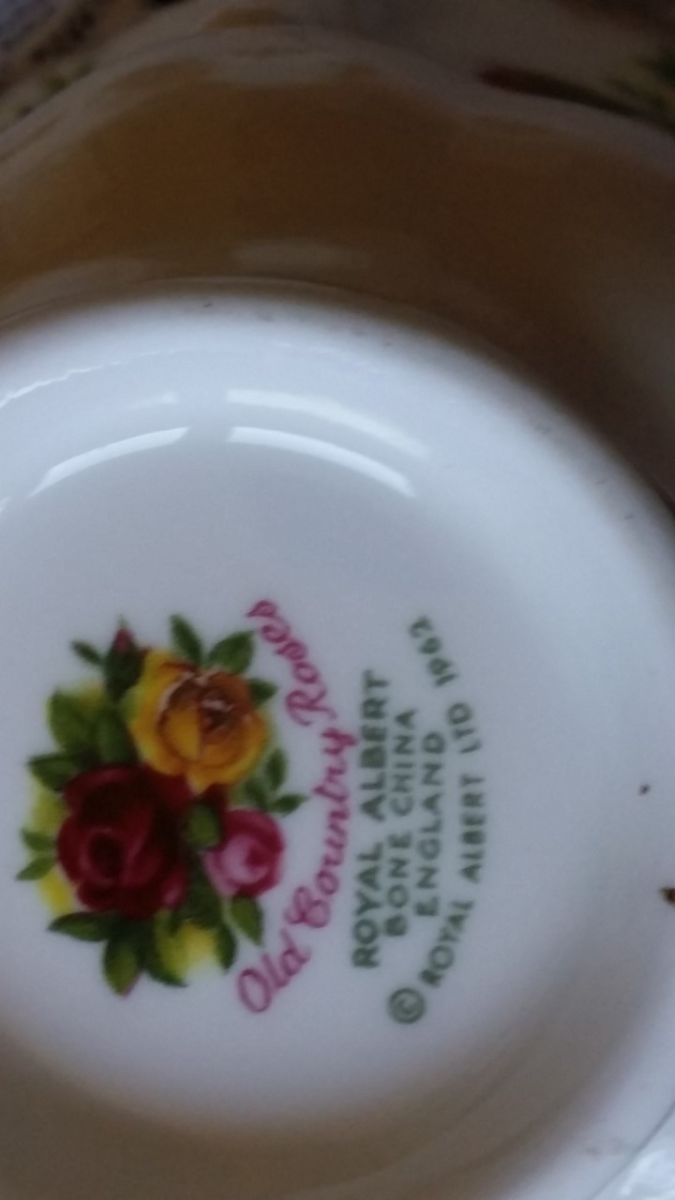 Old Country Roses
ROYAL ALBERT
BONE CHINA
ENGLAND
© ROYAL ALBERT LTD 1962